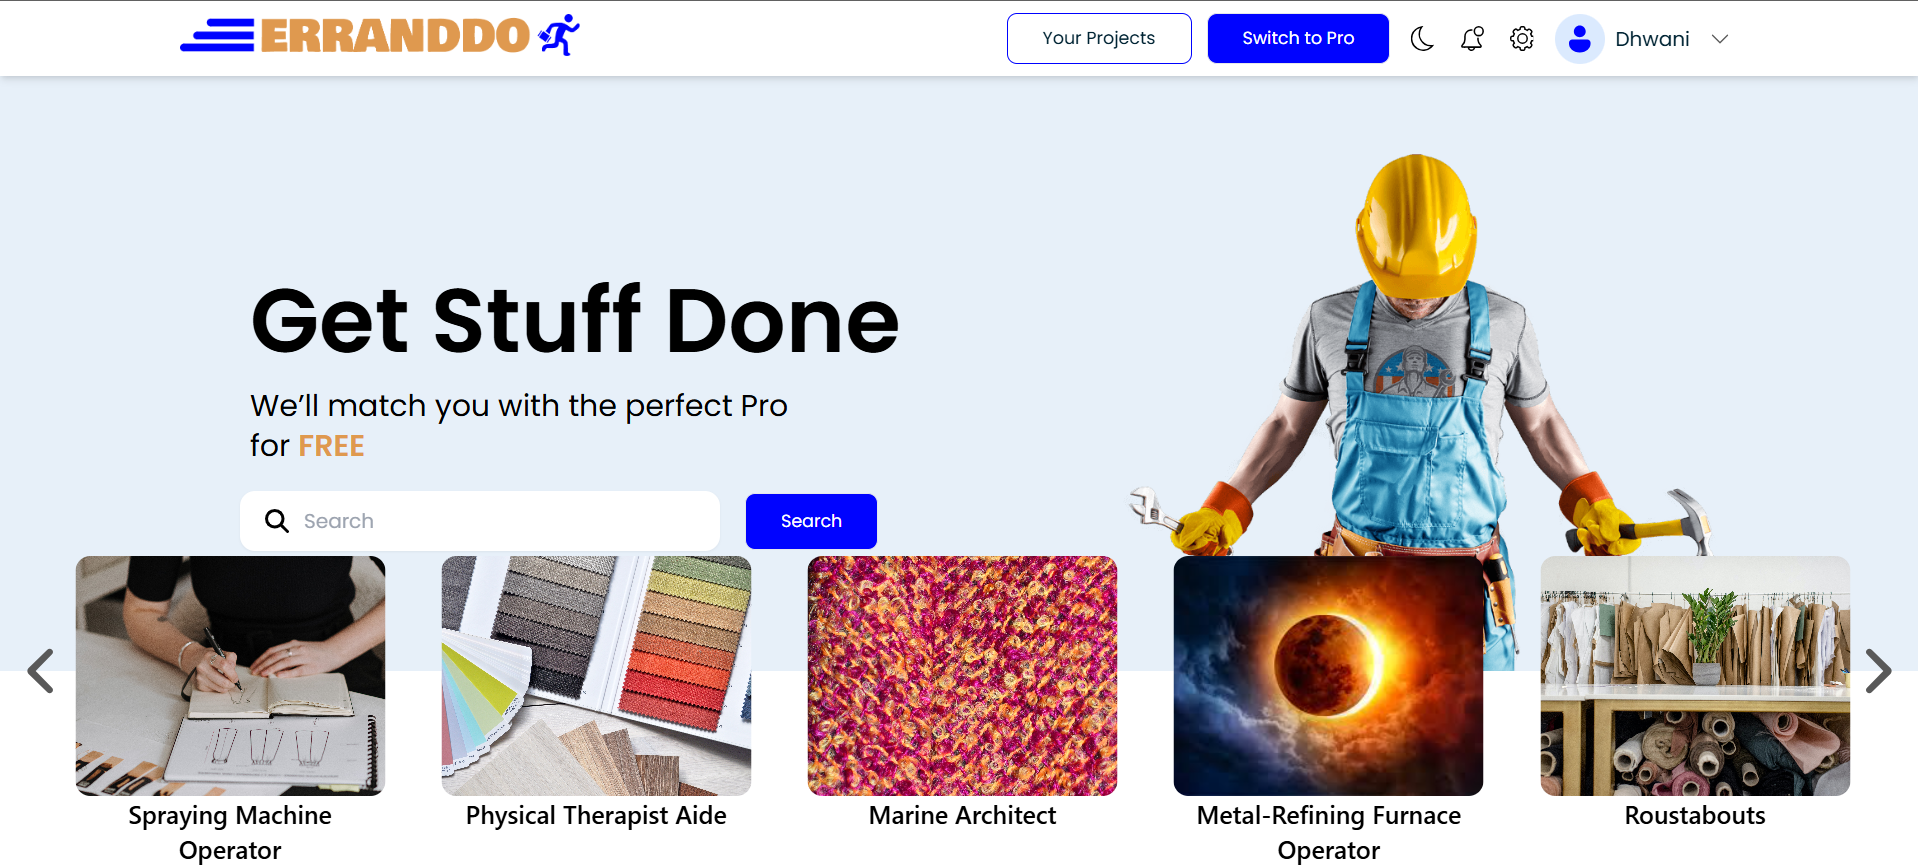 ERRANDDO
Your Projects
Switch to Pro
Dhwani
Get Stuff Done
We’ll match you with the perfect Pro
for FREE
Search
Search
Spraying Machine
Operator
Physical Therapist Aide
Marine Architect
Metal-Refining Furnace
Operator
Roustabouts